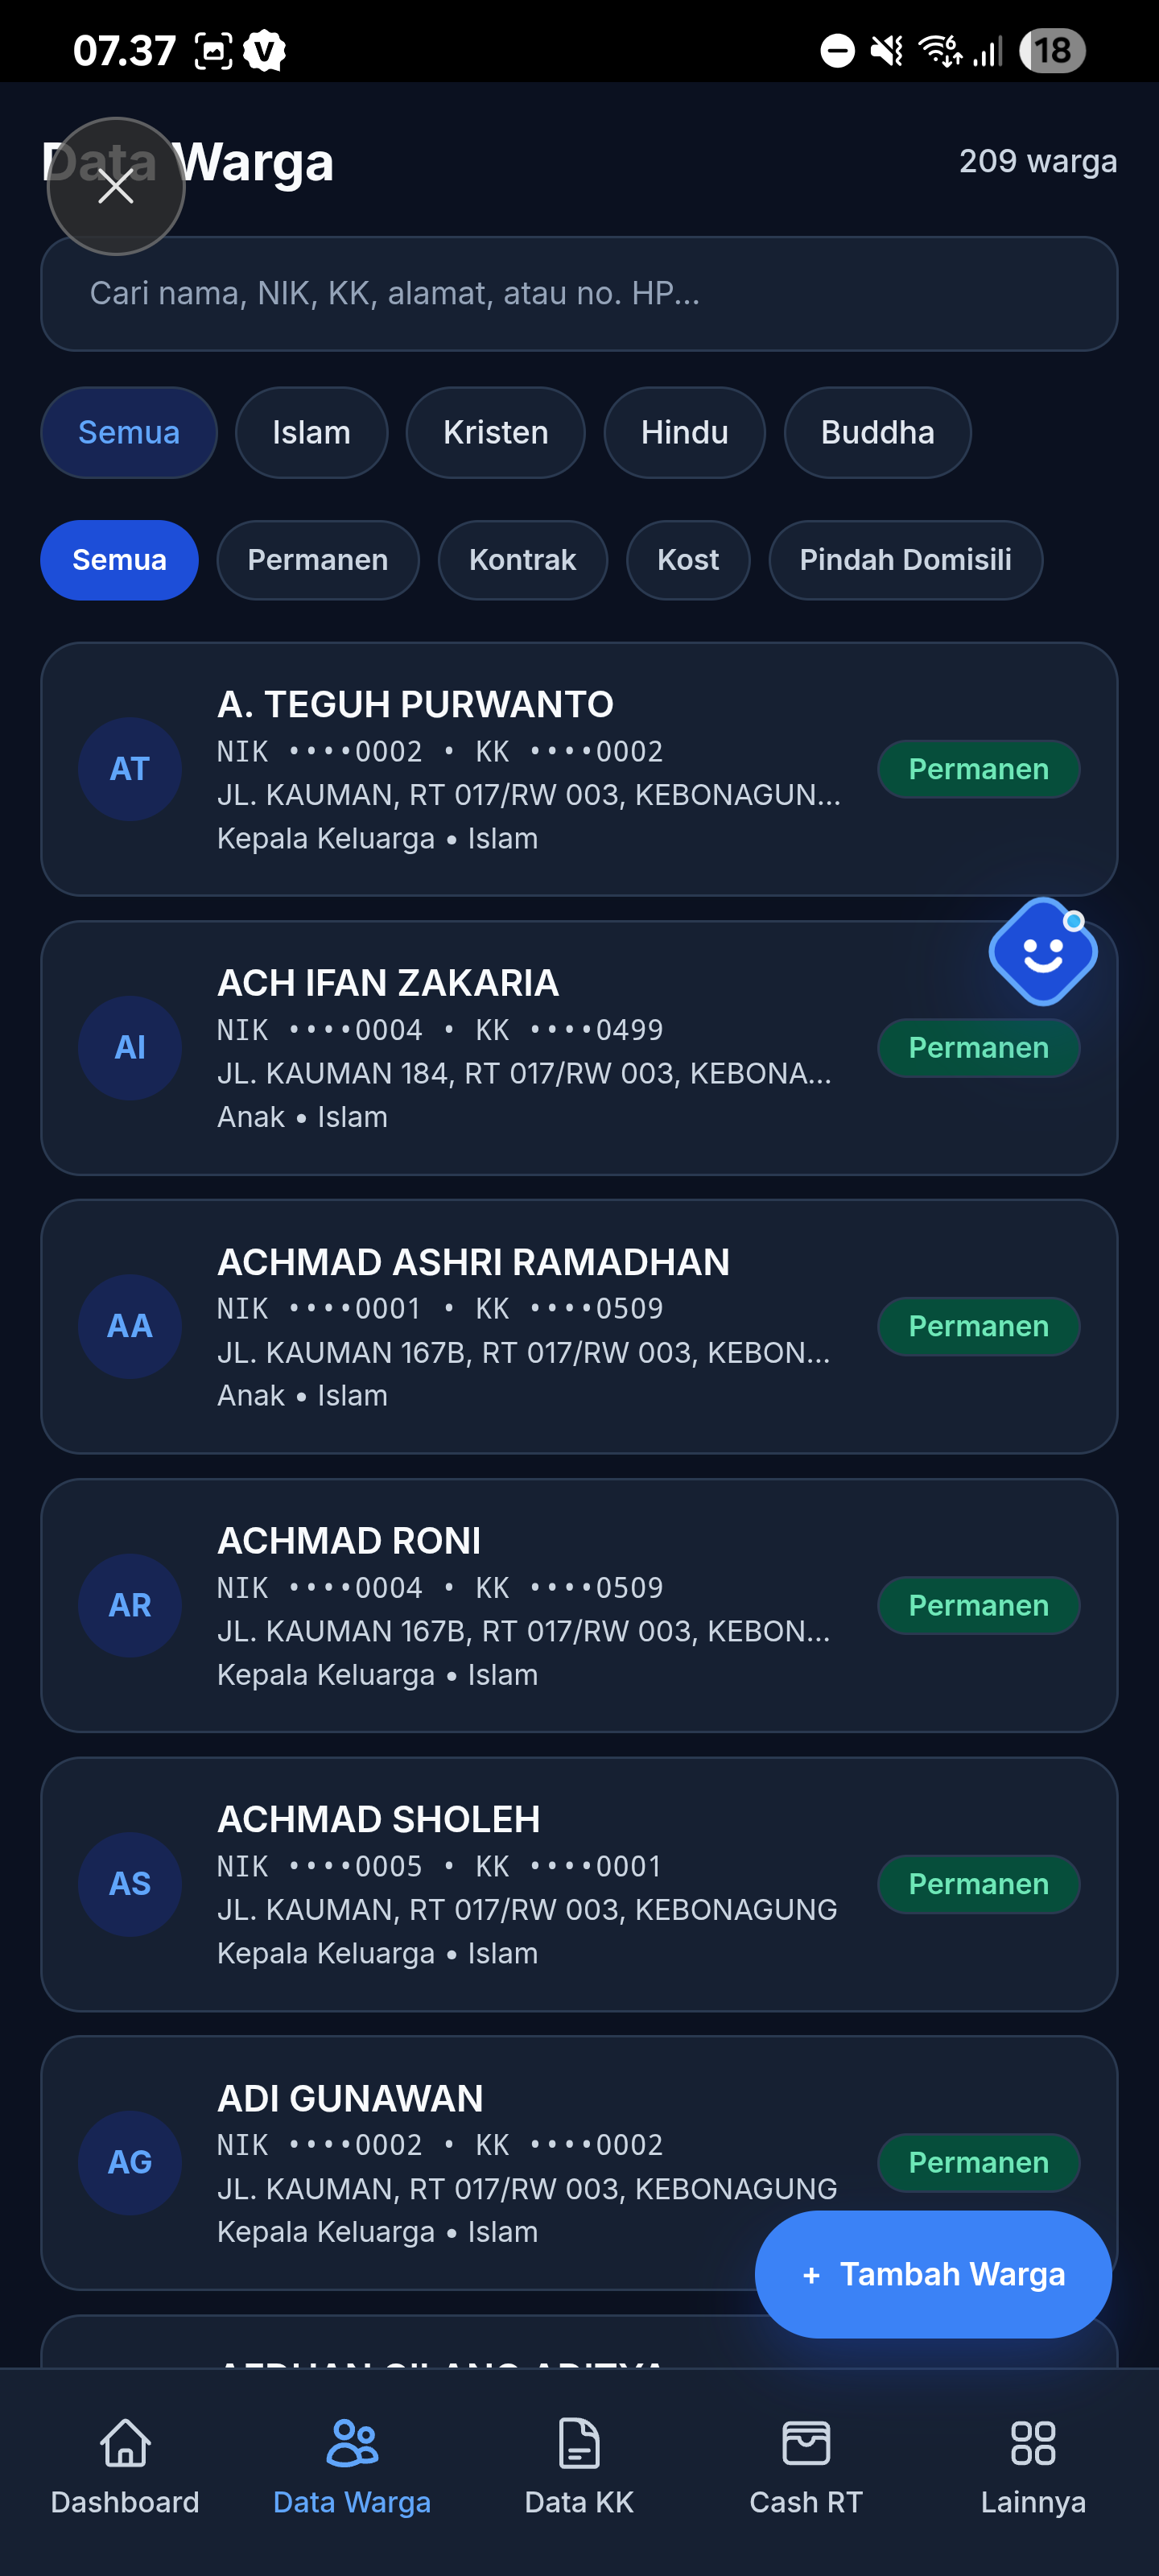 07.37
V
6
18
Data Warga
209 warga
Cari nama, NIK, KK, alamat, atau no. HP...
Semua
Islam
Kristen
Hindu
Buddha
Semua
Permanen
Kontrak
Kost
Pindah Domisili
AT
A. TEGUH PURWANTO
NIK ••••0002 • KK ••••0002
JL. KAUMAN, RT 017/RW 003, KEBONAGUN...
Kepala Keluarga • Islam
Permanen
AI
ACH IFAN ZAKARIA
NIK ••••0004 • KK ••••0499
JL. KAUMAN 184, RT 017/RW 003, KEBONA...
Anak • Islam
Permanen
AA
ACHMAD ASHRI RAMADHAN
NIK ••••0001 • KK ••••0509
JL. KAUMAN 167B, RT 017/RW 003, KEBON...
Anak • Islam
Permanen
AR
ACHMAD RONI
NIK ••••0004 • KK ••••0509
JL. KAUMAN 167B, RT 017/RW 003, KEBON...
Kepala Keluarga • Islam
Permanen
AS
ACHMAD SHOLEH
NIK ••••0005 • KK ••••0001
JL. KAUMAN, RT 017/RW 003, KEBONAGUNG
Kepala Keluarga • Islam
Permanen
AG
ADI GUNAWAN
NIK ••••0002 • KK ••••0002
JL. KAUMAN, RT 017/RW 003, KEBONAGUNG
Kepala Keluarga • Islam
Permanen
+ Tambah Warga
Dashboard
Data Warga
Data KK
Cash RT
Lainnya